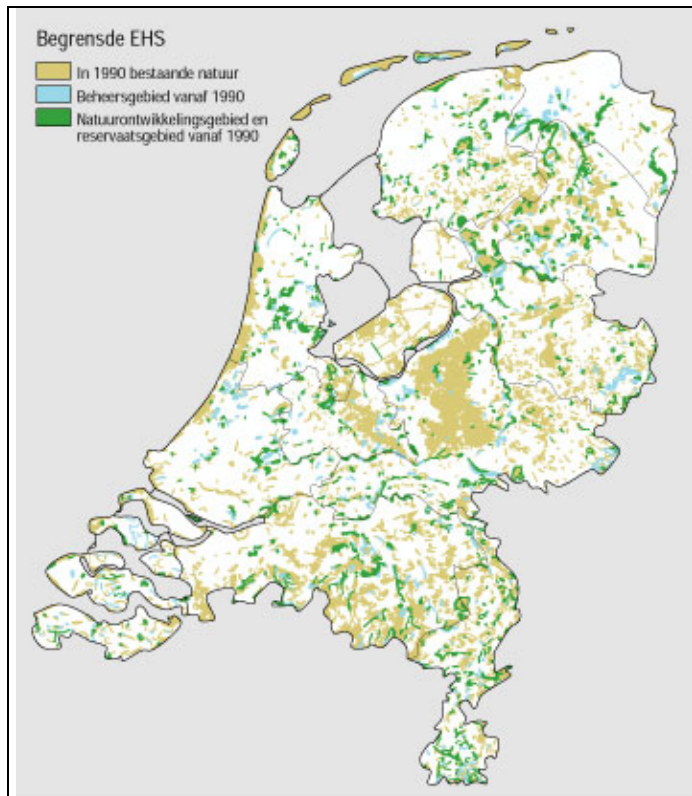 Begrensde EHS
In 1990 bestaande natuur
Beheersgebied vanaf 1990
Natuurontwikkelingsgebied en
reservaatsgebied vanaf 1990